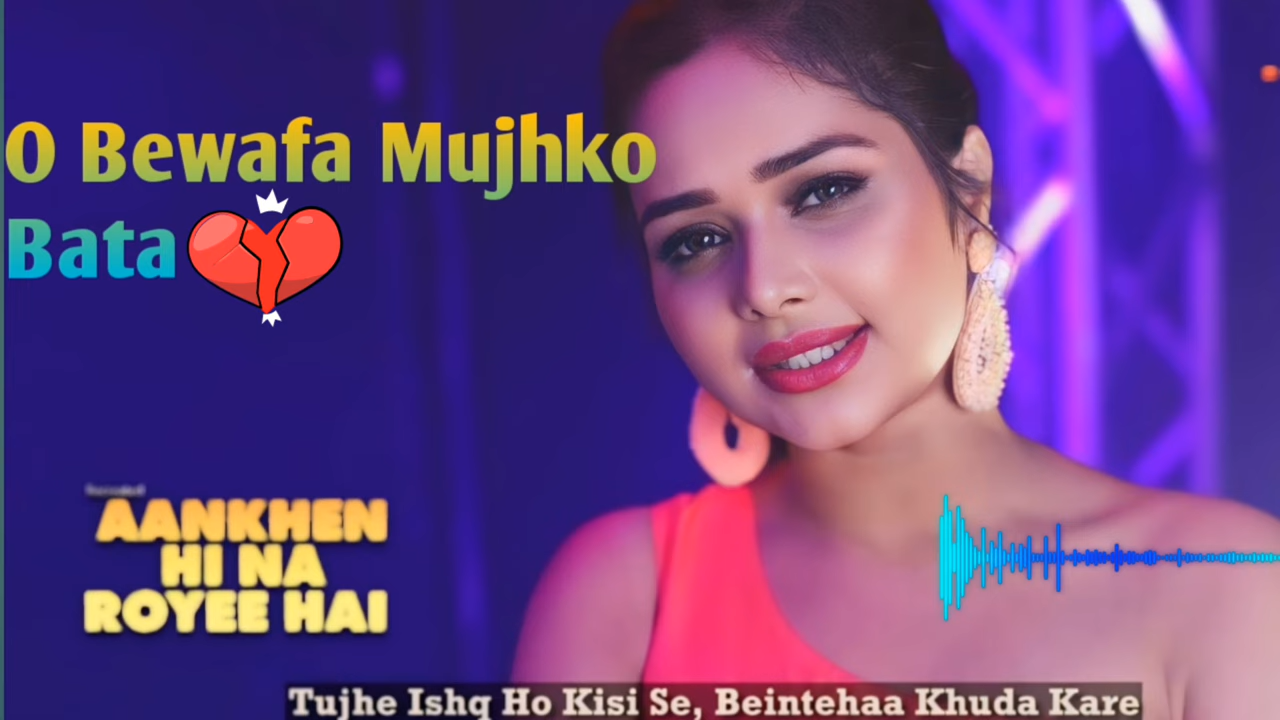 O Bewafa Mujhko
Bata
AANKHEN
HI NA
ROYEE HAI
Tujhe Ishq Ho Kisi Se, Beintehaa Khuda Kare